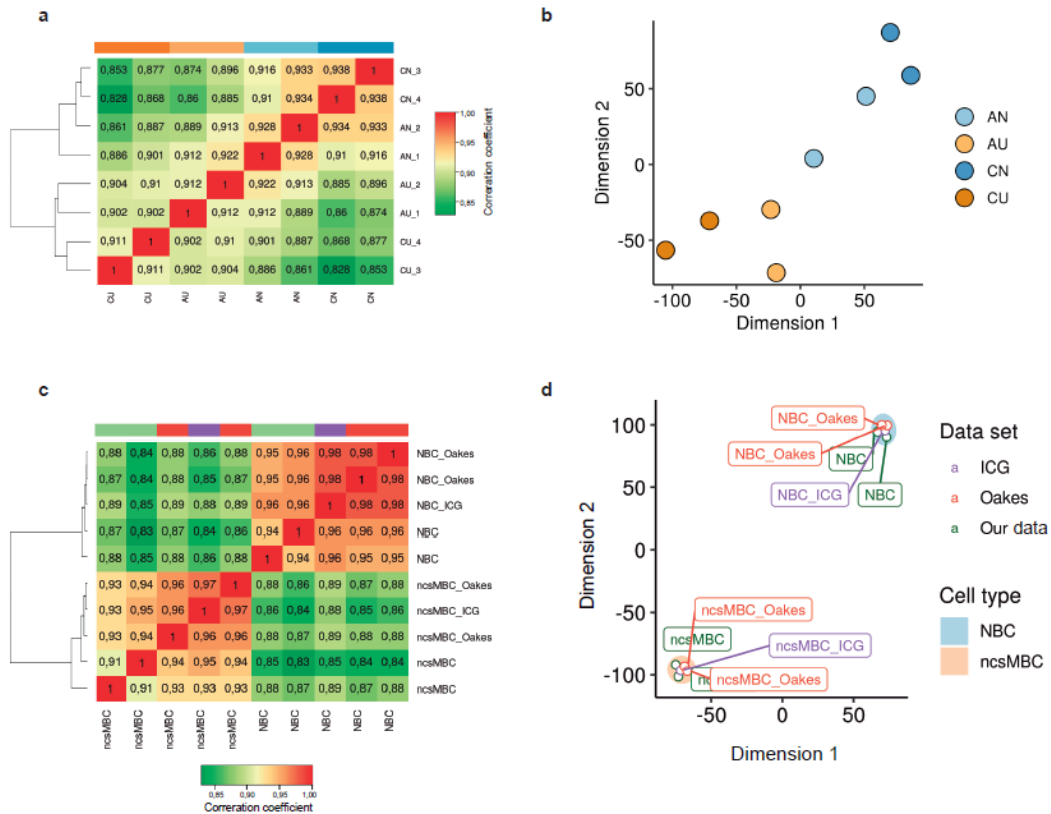 a
0,853 0,877 0,874 0,896 0,916 0,933 0,938 1 CN_3
0,828 0,868 0,86 0,885 0,91 0,934 1 0,938 CN_4
0,861 0,887 0,889 0,913 0,928 1 0,934 0,933 AN_2
0,886 0,901 0,912 0,922 1 0,928 0,91 0,916 AN_1
0,904 0,91 0,912 1 0,922 0,913 0,885 0,896 AU_2
0,902 0,902 1 0,912 0,912 0,889 0,86 0,874 AU_1
0,911 1 0,902 0,91 0,901 0,887 0,868 0,877 CU_4
1 0,911 0,902 0,904 0,886 0,861 0,828 0,853 CU_3
CU CU AU AU AN AN CN CN
1,00
0,95
0,90
0,85
Correration coefficient
b
50
0
-50
Dimension 2
-100 -50 0 50
Dimension 1
AN
AU
CN
CU
c
0,88 0,84 0,88 0,86 0,88 0,95 0,96 0,98 0,98 1 NBC_Oakes
0,87 0,84 0,88 0,85 0,87 0,95 0,96 0,98 1 0,98 NBC_Oakes
0,89 0,85 0,89 0,88 0,89 0,96 0,96 1 0,98 0,98 NBC_ICG
0,87 0,83 0,87 0,84 0,86 0,94 1 0,96 0,96 0,96 NBC
0,88 0,85 0,88 0,86 0,88 1 0,94 0,96 0,95 0,95 NBC
0,93 0,94 0,96 0,97 1 0,88 0,86 0,89 0,87 0,88 ncsMBC_Oakes
0,93 0,95 0,96 1 0,97 0,86 0,84 0,88 0,85 0,86 ncsMBC_ICG
0,93 0,94 1 0,96 0,96 0,88 0,87 0,89 0,88 0,88 ncsMBC_Oakes
0,91 1 0,94 0,95 0,94 0,85 0,83 0,85 0,84 0,84 ncsMBC
1 0,91 0,93 0,93 0,93 0,88 0,87 0,89 0,87 0,88 ncsMBC
ncsMBC ncsMBC ncsMBC ncsMBC ncsMBC NBC NBC NBC NBC NBC
0,85 0,90 0,95 1,00
Correration coefficient
d
100
50
0
-50
-100
Dimension 2
NBC_Oakes
NBC_Oakes
NBC
NBC_ICG
NBC
ncsMBC_Oakes
ncsMBC
ncsMBC_ICG
ncsMBC_Oakes
-50 0 50
Dimension 1
Data set
a ICG
a Oakes
a Our data
Cell type
NBC
ncsMBC